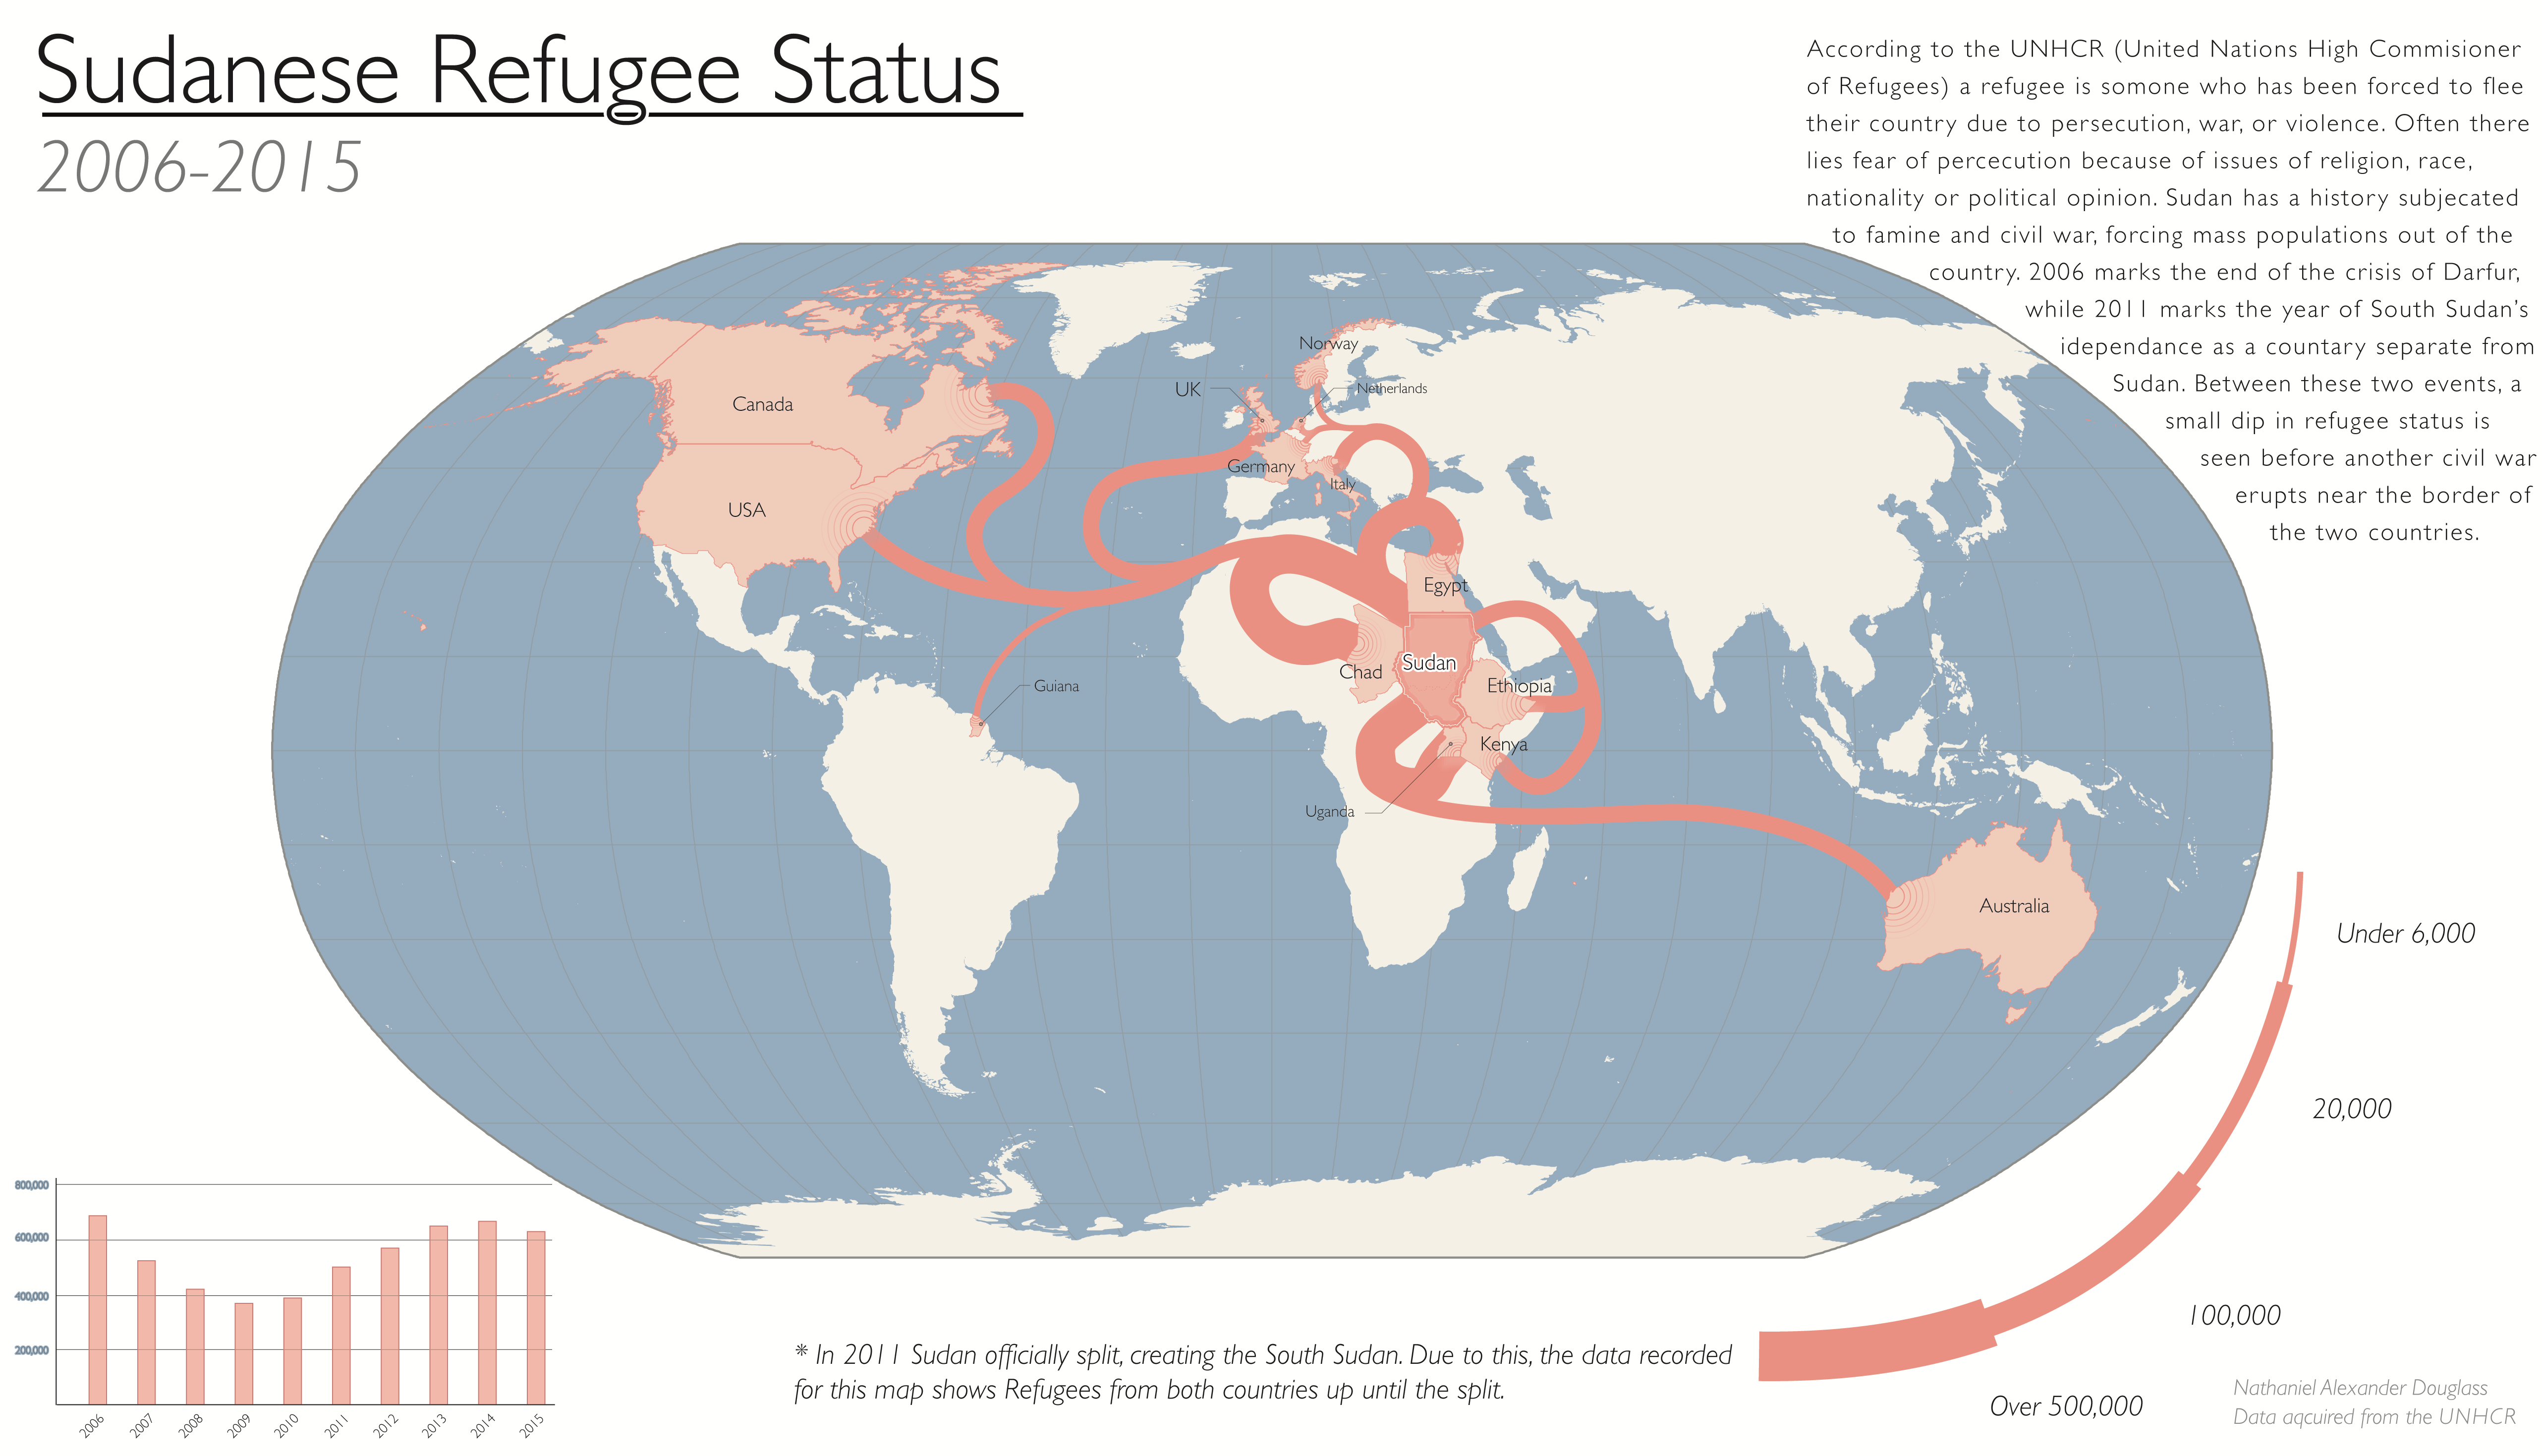 Sudanese Refugee Status
2006-2015
According to the UNHCR (United Nations High Commisioner
of Refugees) a refugee is somone who has been forced to flee
their country due to persecution, war, or violence. Often there
lies fear of percecution because of issues of religion, race,
nationality or political opinion. Sudan has a history subjecated
to famine and civil war, forcing mass populations out of the
country. 2006 marks the end of the crisis of Darfur,
while 2011 marks the year of South Sudan's
idependance as a countary separate from
Sudan. Between these two events, a
small dip in refugee status is
seen before another civil war
erupts near the border of
the two countries.
Norway
UK
Netherlands
Canada
Germany
Italy
USA
Egypt
Chad
Sudan
Ethiopia
Guiana
Kenya
Uganda
Australia
Under 6,000
20,000
100,000
Over 500,000
800,000
600,000
400,000
200,000
2006 2007 2008 2009 2010 2011 2012 2013 2014 2015
* In 2011 Sudan officially split, creating the South Sudan. Due to this, the data recorded
for this map shows Refugees from both countries up until the split.
Nathaniel Alexander Douglass
Data aqcuired from the UNHCR